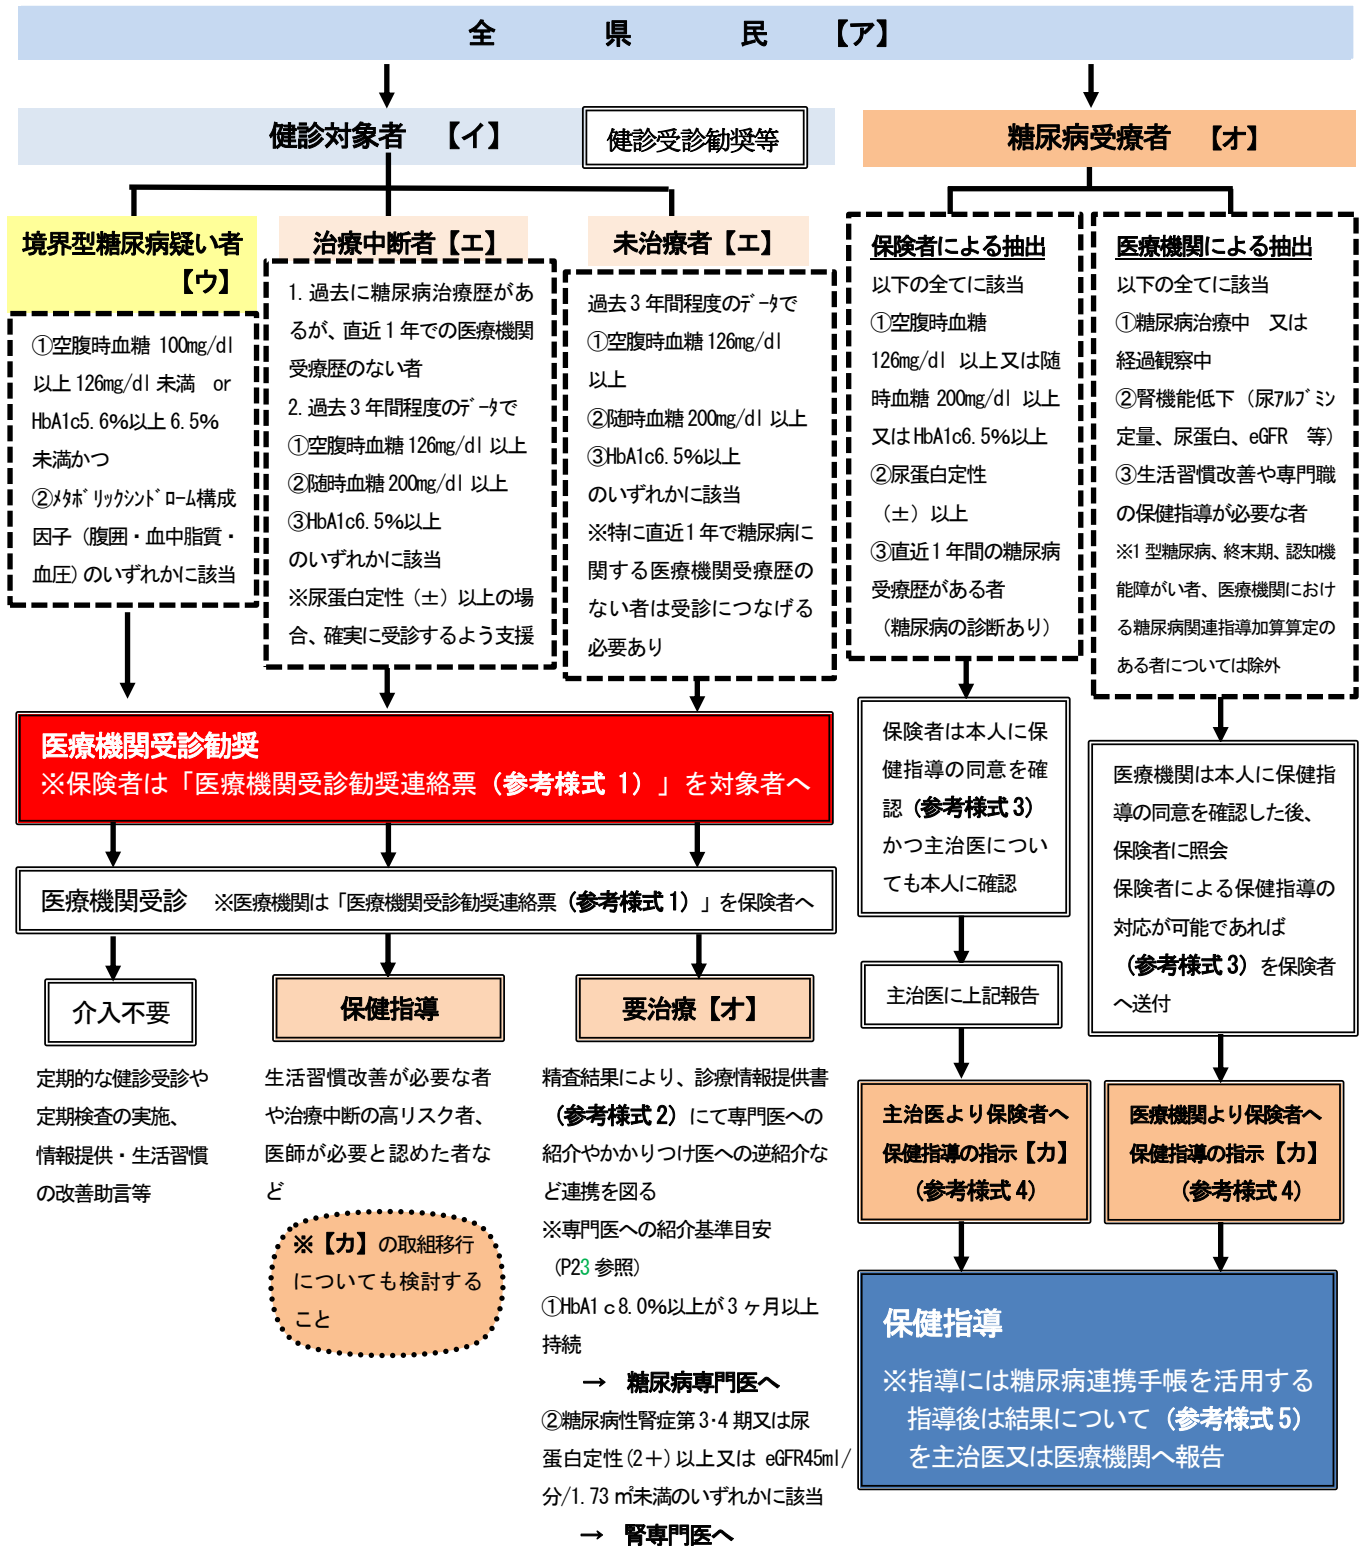 全　県　民　【ア】
健診対象者　【イ】
健診受診勧奨等
糖尿病受療者　【オ】
境界型糖尿病疑い者
【ウ】
①空腹時血糖 100mg/dl
以上 126mg/dl 未満　or
HbA1c5.6%以上 6.5%
未満かつ
②ﾒﾀﾎﾞﾘｯｸｼﾝﾄﾞﾛｰﾑ構成
因子（腹囲・血中脂質・
血圧）のいずれかに該当
治療中断者【エ】
1. 過去に糖尿病治療歴があ
るが、直近 1 年での医療機関
受療歴のない者
2. 過去 3 年間程度のﾃﾞｰﾀで
①空腹時血糖 126mg/dl 以上
②随時血糖 200mg/dl 以上
③HbA1c6.5%以上
のいずれかに該当
※尿蛋白定性（±）以上の場
合、確実に受診するよう支援
未治療者【エ】
過去 3 年間程度のﾃﾞｰﾀで
①空腹時血糖 126mg/dl
以上
②随時血糖 200mg/dl 以上
③HbA1c6.5%以上
のいずれかに該当
※特に直近 1 年で糖尿病に
関する医療機関受療歴の
ない者は受診につなげる
必要あり
保険者による抽出
以下の全てに該当
①空腹時血糖
126mg/dl 以上又は随
時血糖 200mg/dl 以上
又は HbA1c6.5%以上
②尿蛋白定性
（±）以上
③直近 1 年間の糖尿病
受療歴がある者
（糖尿病の診断あり）
医療機関による抽出
以下の全てに該当
①糖尿病治療中　又は
経過観察中
②腎機能低下（尿ｱﾙﾌﾞﾐﾝ
定量、尿蛋白、eGFR　等）
③生活習慣改善や専門職
の保健指導が必要な者
※1 型糖尿病、終末期、認知機
能障がい者、医療機関におけ
る糖尿病関連指導加算算定の
ある者については除外
医療機関受診勧奨
※保険者は「医療機関受診勧奨連絡票（参考様式 1）」を対象者へ
医療機関受診　※医療機関は「医療機関受診勧奨連絡票（参考様式 1）」を保険者へ
介入不要
定期的な健診受診や
定期検査の実施、
情報提供・生活習慣
の改善助言等
保健指導
生活習慣改善が必要な者
や治療中断の高リスク者、
医師が必要と認めた者な
ど
※【カ】の取組移行
についても検討する
こと
要治療【オ】
精査結果により、診療情報提供書
（参考様式 2）にて専門医への
紹介やかかりつけ医への逆紹介な
ど連携を図る
※専門医への紹介基準目安
（P23 参照）
①HbA1ｃ8.0%以上が 3 ヶ月以上
持続
→　糖尿病専門医へ
②糖尿病性腎症第 3・4 期又は尿
蛋白定性（2＋）以上又は eGFR45ml/
分/1.73 ㎡未満のいずれかに該当
→　腎専門医へ
保険者は本人に保
健指導の同意を確
認（参考様式 3）
かつ主治医につい
ても本人に確認
主治医に上記報告
主治医より保険者へ
保健指導の指示【カ】
（参考様式 4）
医療機関は本人に保健指
導の同意を確認した後、
保険者に照会
保険者による保健指導の
対応が可能であれば
（参考様式 3）を保険者
へ送付
医療機関より保険者へ
保健指導の指示【カ】
（参考様式 4）
保健指導
※指導には糖尿病連携手帳を活用する
指導後は結果について（参考様式 5）
を主治医又は医療機関へ報告